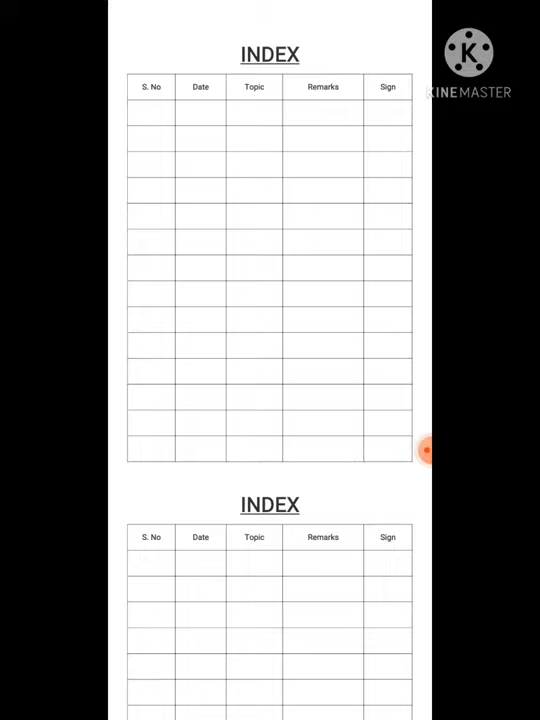 INDEX
S. No Date Topic Remarks Sign
INDEX
S. No Date Topic Remarks Sign
K
KINEMASTER